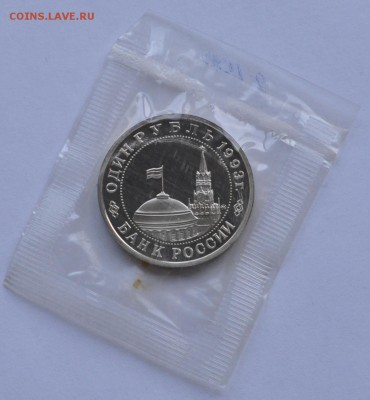 COINS.LAVE.RU
ОДИН РУБЛЬ 1993 г.
БАНК РОССИИ